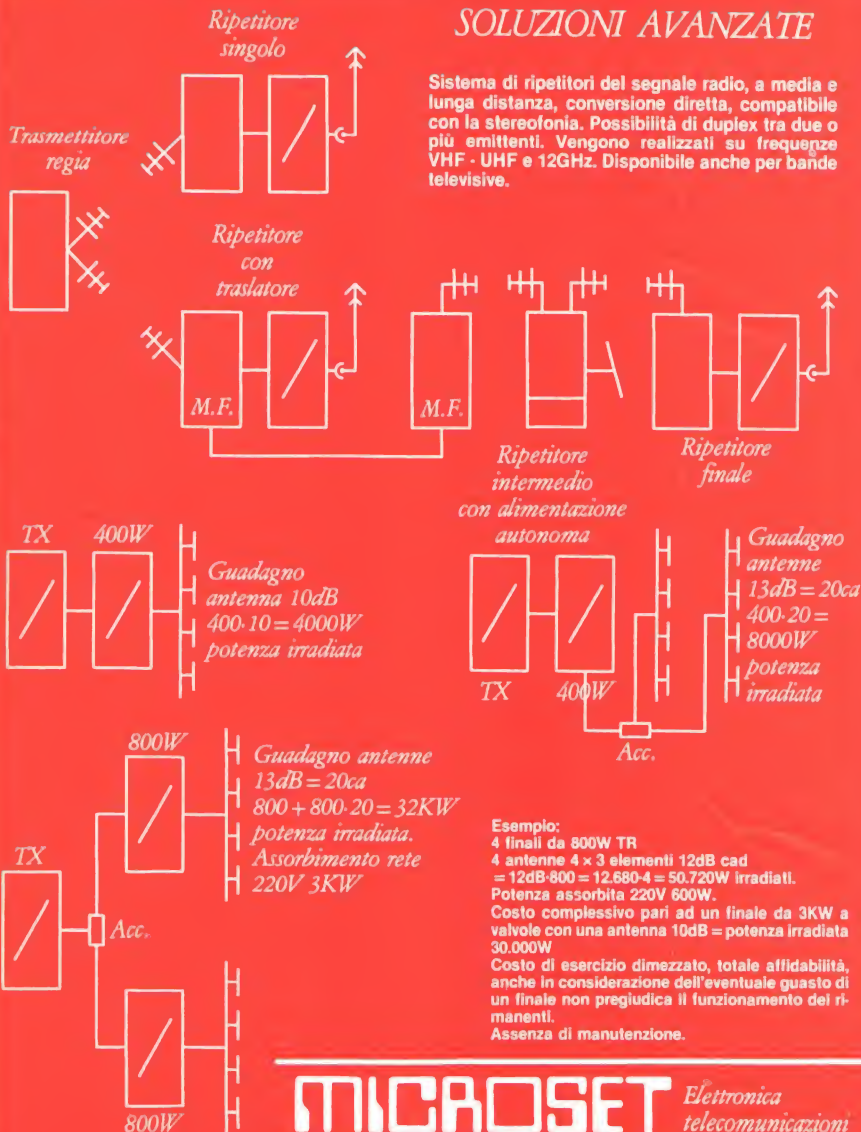 SOLUZIONI AVANZATE
Sistema di ripetitori del segnale radio, a media e
lunga distanza, conversione diretta, compatibile
con la stereofonia. Possibilità di duplex tra due o
più emittenti. Vengono realizzati su frequenze
VHF - UHF e 12GHz. Disponibile anche per bande
televisive.
Ripetitore
singolo
Trasmettitore
regia
Ripetitore
con
traslatore
M.F.
M.F.
Ripetitore
intermedio
con alimentazione
autonoma
Ripetitore
finale
TX
400W
Guadagno
antenna 10dB
400·10=4000W
potenza irradiata
TX
400W
Acc.
Guadagno
antenne
13dB=20ca
400·20=
8000W
potenza
irradiata
TX
Acc.
800W
800W
Guadagno antenne
13dB=20ca
800+800·20=32KW
potenza irradiata.
Assorbimento rete
220V 3KW
Esempio:
4 finali da 800W TR
4 antenne 4 x 3 elementi 12dB cad
=12dB·800=12.680·4=50.720W irradiati.
Potenza assorbita 220V 600W.
Costo complessivo pari ad un finale da 3KW a
valvole con una antenna 10dB=potenza irradiata
30.000W
Costo di esercizio dimezzato, totale affidabilità,
anche in considerazione dell'eventuale guasto di
un finale non pregiudica il funzionamento dei ri-
manenti.
Assenza di manutenzione.
MICROSET
Elettronica
telecomunicazioni